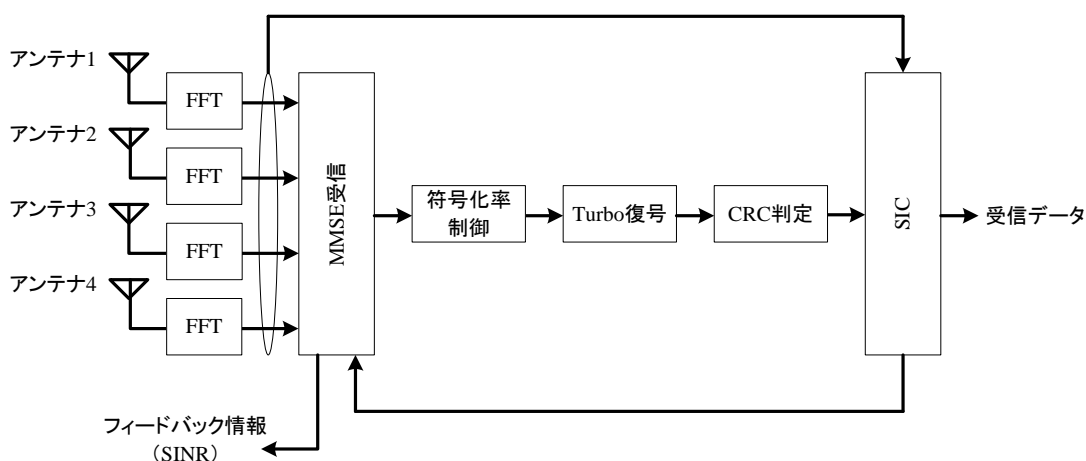 アンテナ1
FFT
アンテナ2
FFT
アンテナ3
FFT
アンテナ4
FFT
MMSE受信
符号化率
制御
Turbo復号
CRC判定
SIC
受信データ
フィードバック情報
（SINR）